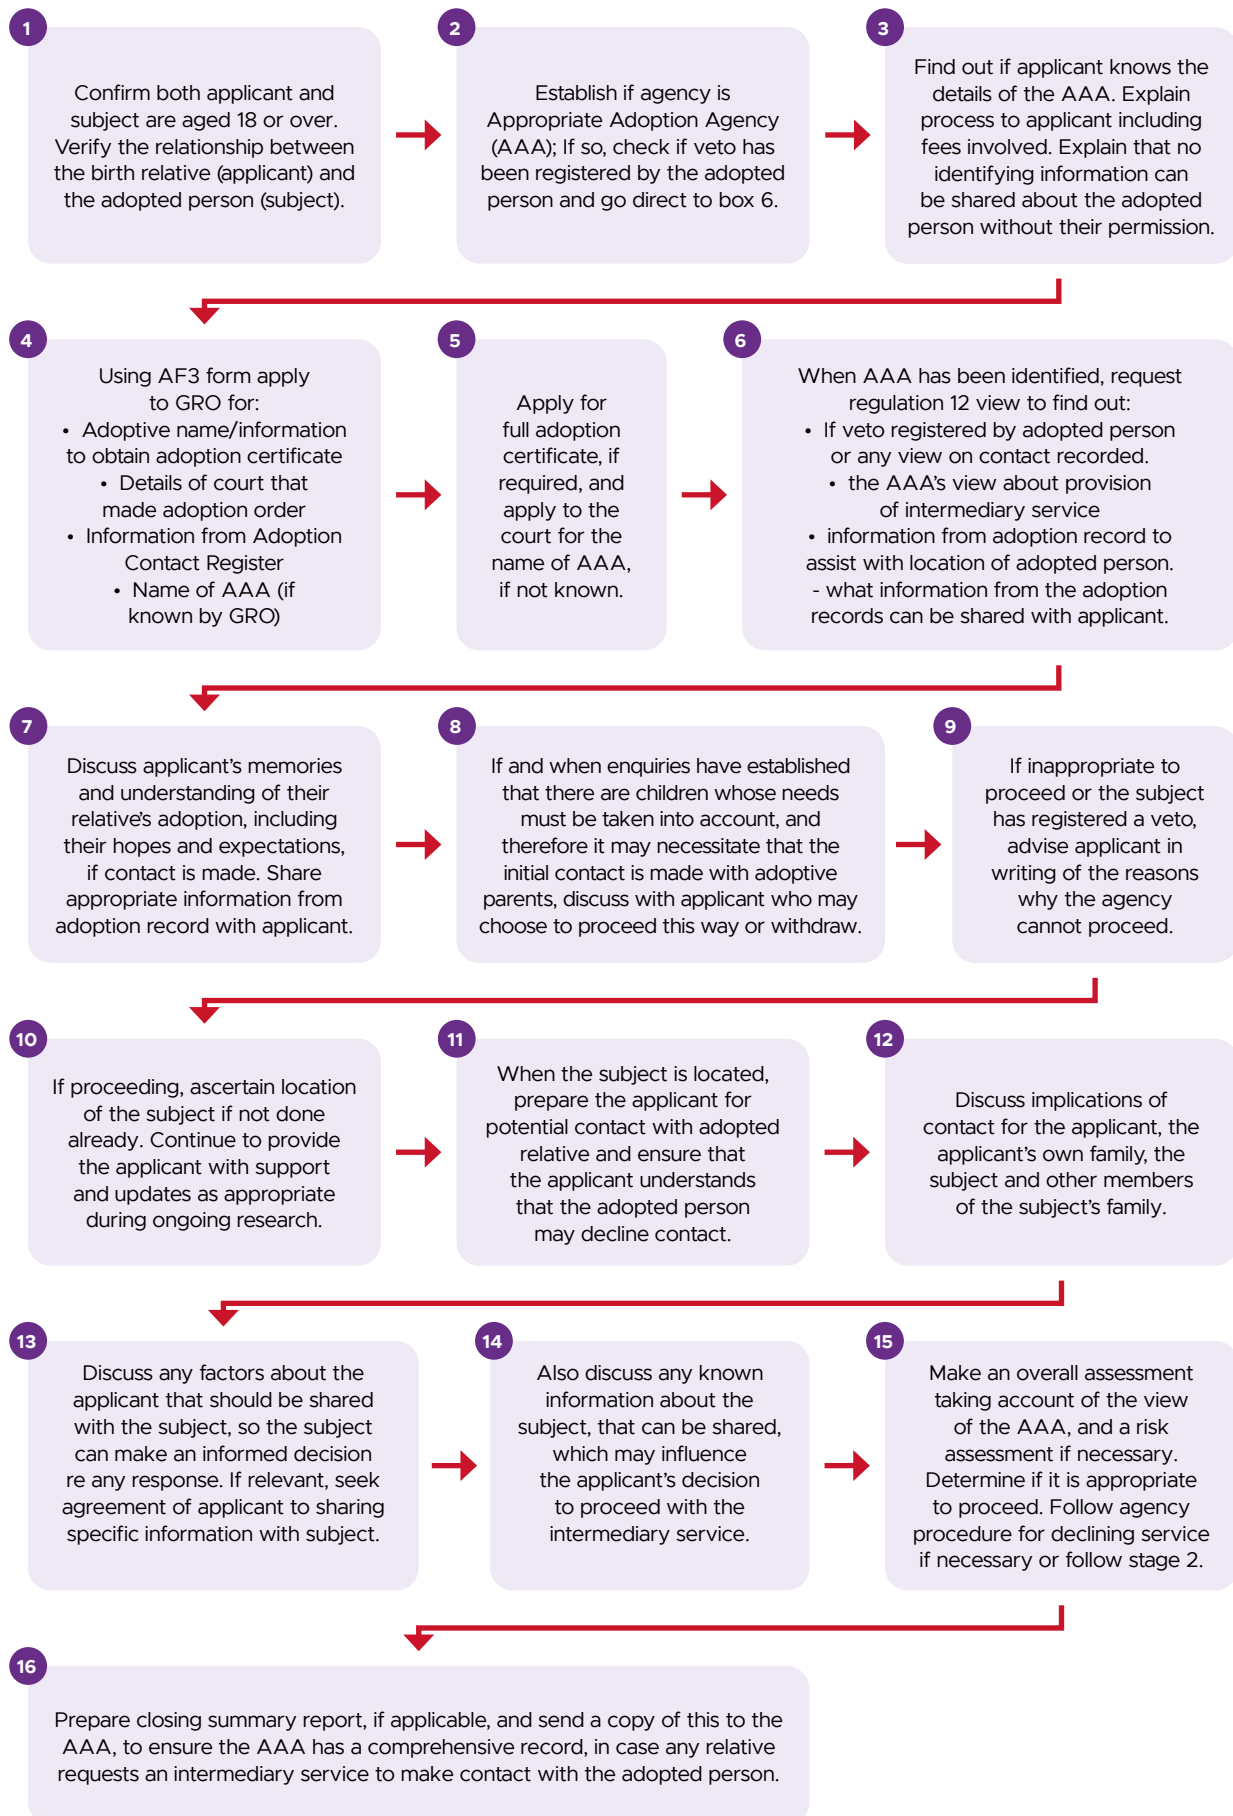 1
Confirm both applicant and
subject are aged 18 or over.
Verify the relationship between
the birth relative (applicant) and
the adopted person (subject).
2
Establish if agency is
Appropriate Adoption Agency
(AAA); If so, check if veto has
been registered by the adopted
person and go direct to box 6.
3
Find out if applicant knows the
details of the AAA. Explain
process to applicant including
fees involved. Explain that no
identifying information can
be shared about the adopted
person without their permission.
4
Using AF3 form apply
to GRO for:
• Adoptive name/information
to obtain adoption certificate
• Details of court that
made adoption order
• Information from Adoption
Contact Register
• Name of AAA (if
known by GRO)
5
Apply for
full adoption
certificate, if
required, and
apply to the
court for the
name of AAA,
if not known.
6
When AAA has been identified, request
regulation 12 view to find out:
• If veto registered by adopted person
or any view on contact recorded.
• the AAA's view about provision
of intermediary service
• information from adoption record to
assist with location of adopted person.
- what information from the adoption
records can be shared with applicant.
7
Discuss applicant's memories
and understanding of their
relative's adoption, including
their hopes and expectations,
if contact is made. Share
appropriate information from
adoption record with applicant.
8
If and when enquiries have established
that there are children whose needs
must be taken into account, and
therefore it may necessitate that the
initial contact is made with adoptive
parents, discuss with applicant who may
choose to proceed this way or withdraw.
9
If inappropriate to
proceed or the subject
has registered a veto,
advise applicant in
writing of the reasons
why the agency
cannot proceed.
10
If proceeding, ascertain location
of the subject if not done
already. Continue to provide
the applicant with support
and updates as appropriate
during ongoing research.
11
When the subject is located,
prepare the applicant for
potential contact with adopted
relative and ensure that
the applicant understands
that the adopted person
may decline contact.
12
Discuss implications of
contact for the applicant, the
applicant's own family, the
subject and other members
of the subject's family.
13
Discuss any factors about the
applicant that should be shared
with the subject, so the subject
can make an informed decision
re any response. If relevant, seek
agreement of applicant to sharing
specific information with subject.
14
Also discuss any known
information about the
subject, that can be shared,
which may influence
the applicant's decision
to proceed with the
intermediary service.
15
Make an overall assessment
taking account of the view
of the AAA, and a risk
assessment if necessary.
Determine if it is appropriate
to proceed. Follow agency
procedure for declining service
if necessary or follow stage 2.
16
Prepare closing summary report, if applicable, and send a copy of this to the
AAA, to ensure the AAA has a comprehensive record, in case any relative
requests an intermediary service to make contact with the adopted person.